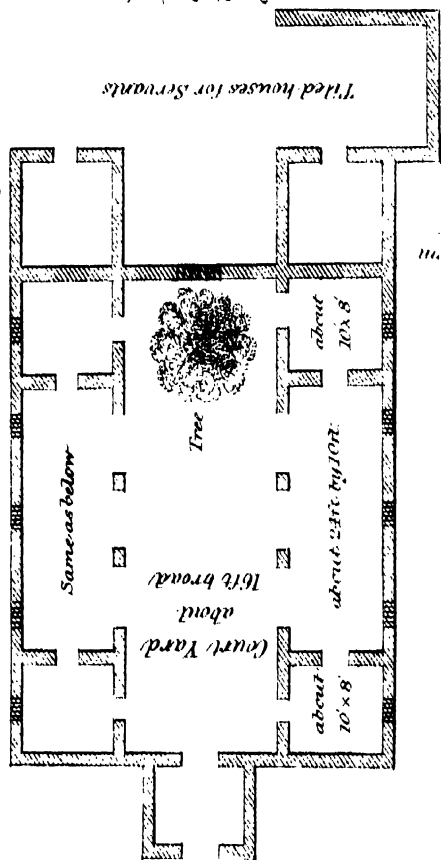 Tiled houses for Servants
m
about
10' × 8'
Tree
Same as below
about 24ft by 10ft:
Court Yard
about
16ft broad
about
10' × 8'